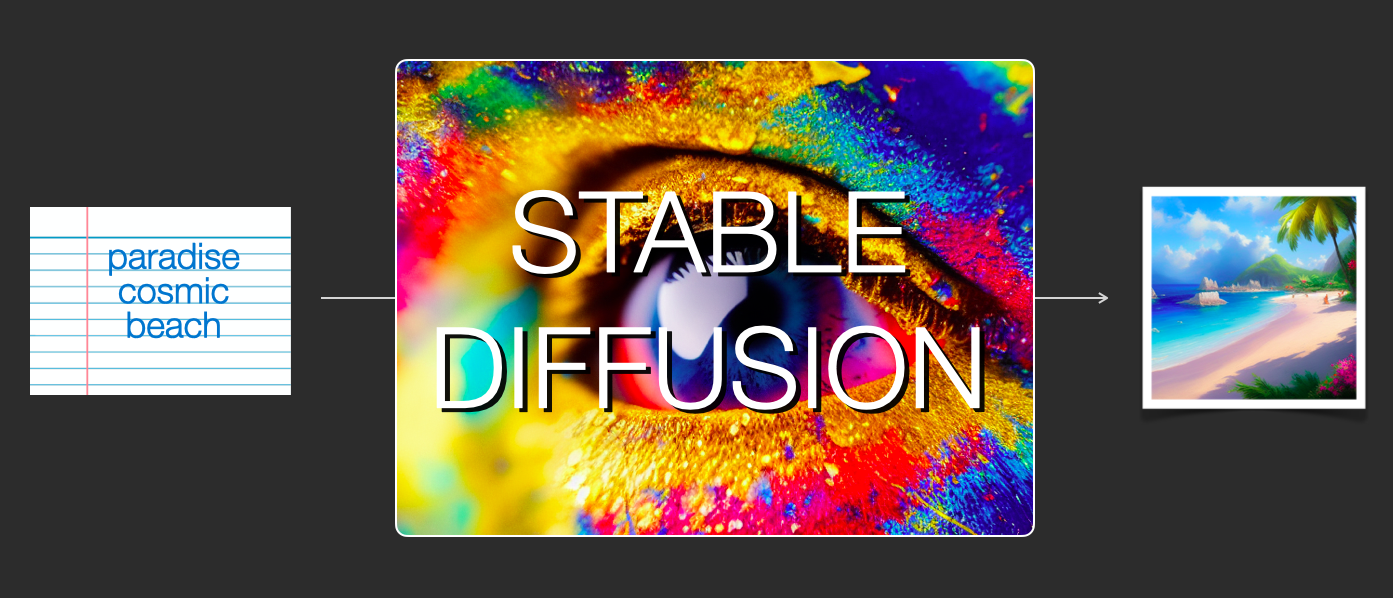 paradise
cosmic
beach
STABLE
DIFFUSION